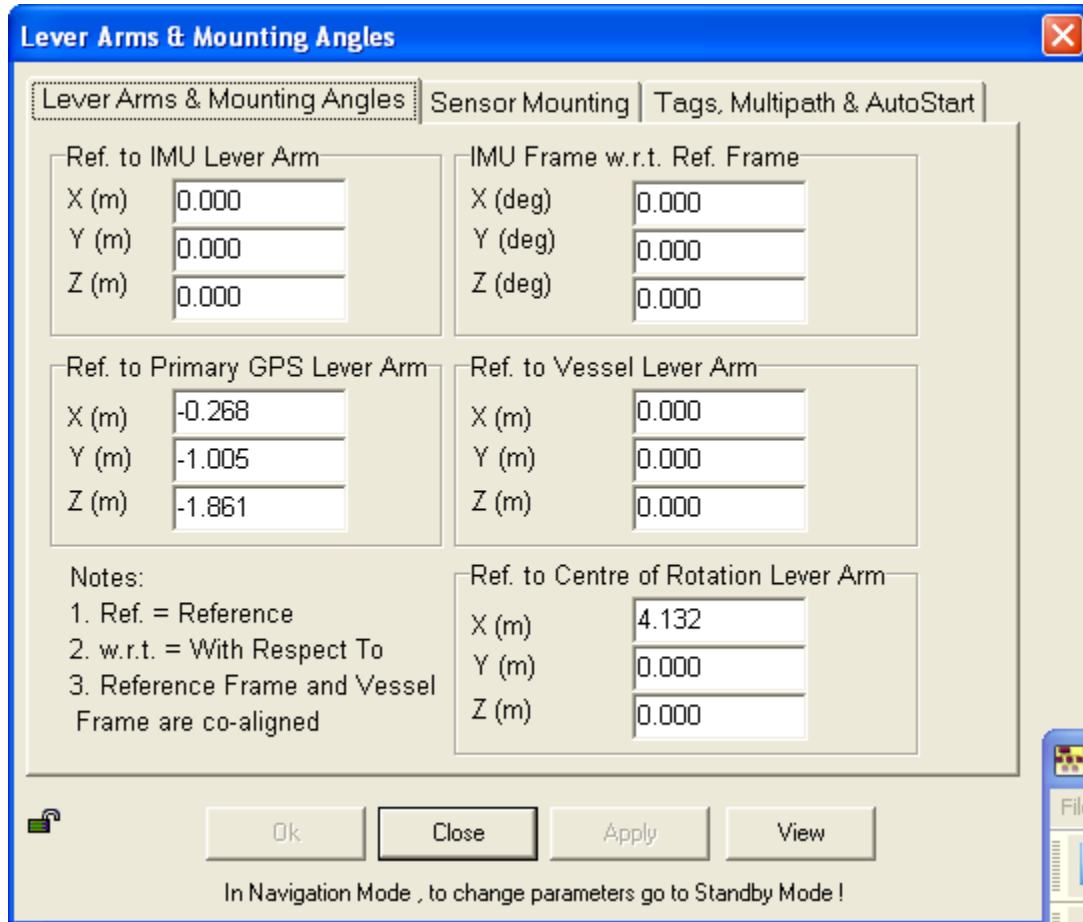 Lever Arms & Mounting Angles
Lever Arms & Mounting Angles
Sensor Mounting
Tags, Multipath & AutoStart
Ref. to IMU Lever Arm
X (m) 0.000
Y (m) 0.000
Z (m) 0.000
IMU Frame w.r.t. Ref. Frame
X (deg) 0.000
Y (deg) 0.000
Z (deg) 0.000
Ref. to Primary GPS Lever Arm
X (m) -0.268
Y (m) -1.005
Z (m) -1.861
Ref. to Vessel Lever Arm
X (m) 0.000
Y (m) 0.000
Z (m) 0.000
Notes:
1. Ref. = Reference
2. w.r.t. = With Respect To
3. Reference Frame and Vessel
Frame are co-aligned
Ref. to Centre of Rotation Lever Arm
X (m) 4.132
Y (m) 0.000
Z (m) 0.000
Ok
Close
Apply
View
In Navigation Mode , to change parameters go to Standby Mode !